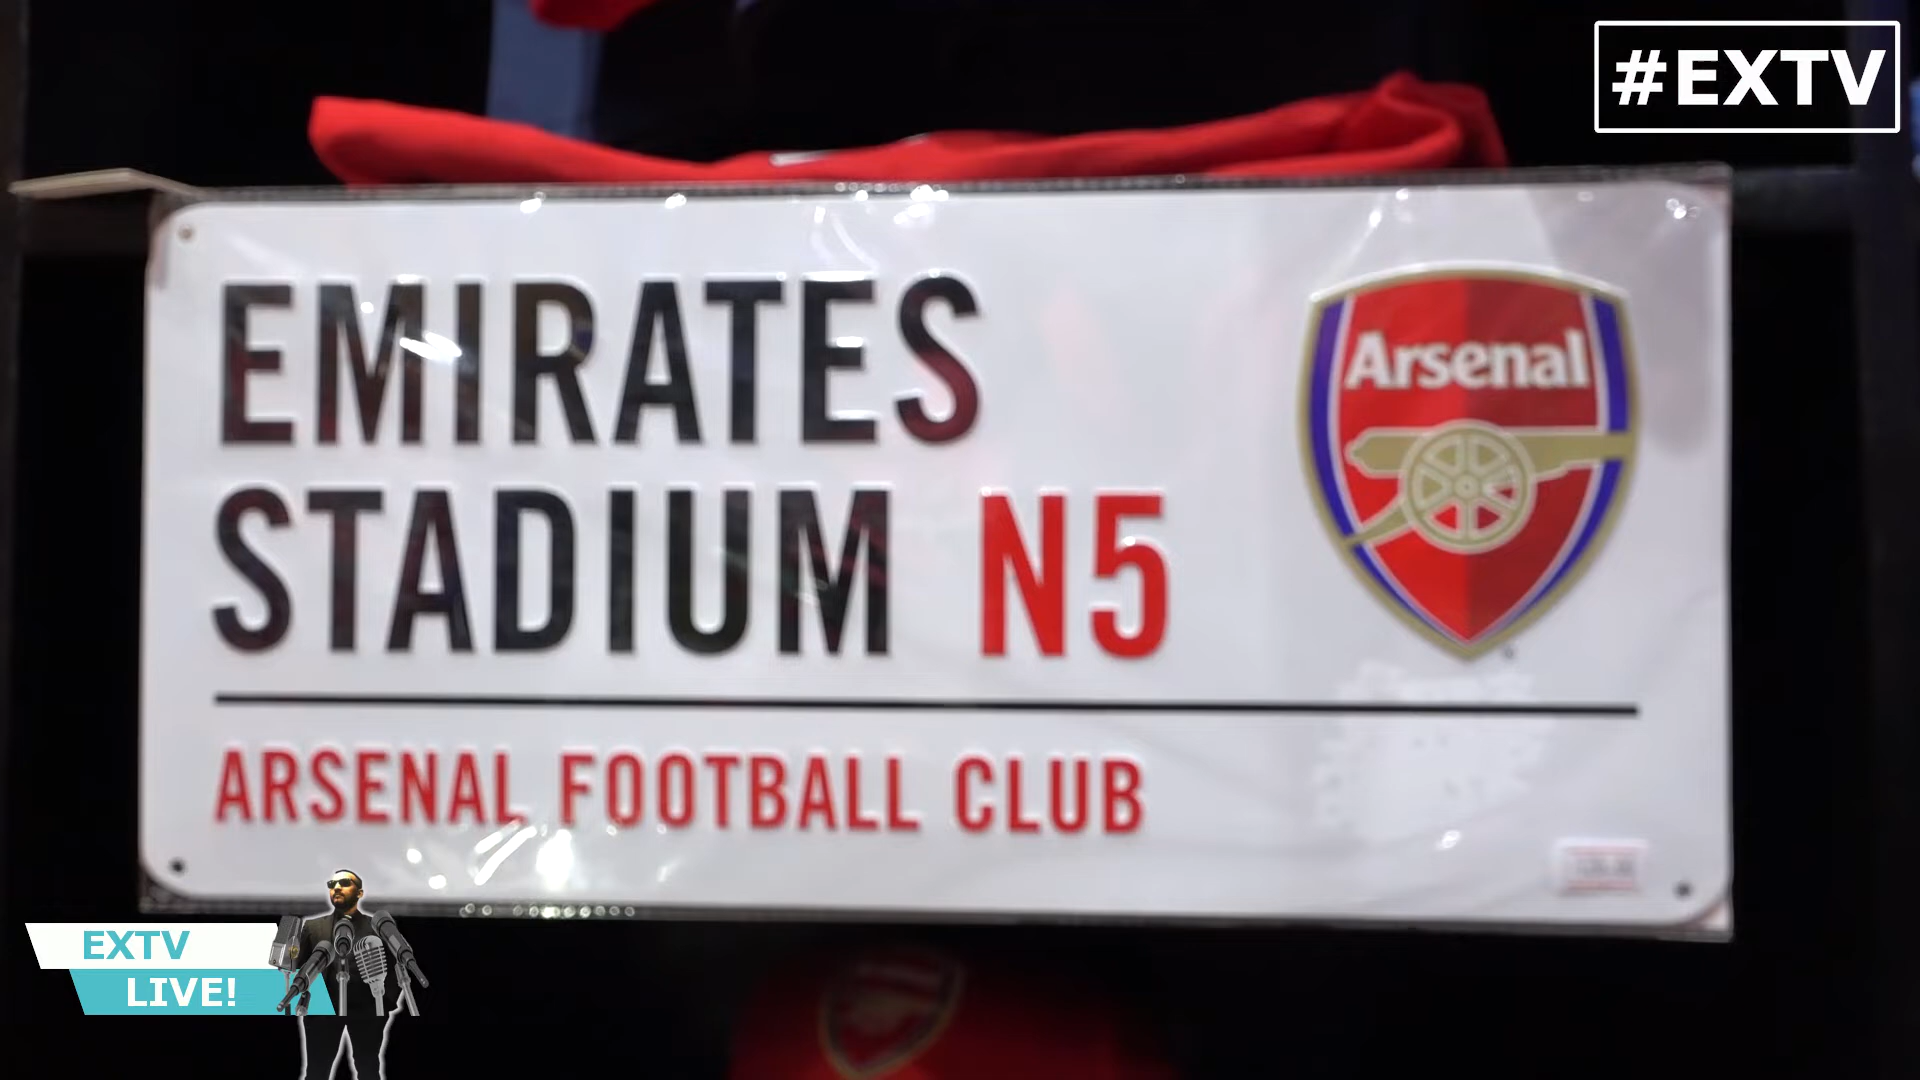 #EXTV
EMIRATES
STADIUM N5
Arsenal
ARSENAL FOOTBALL CLUB
EXTV
LIVE!